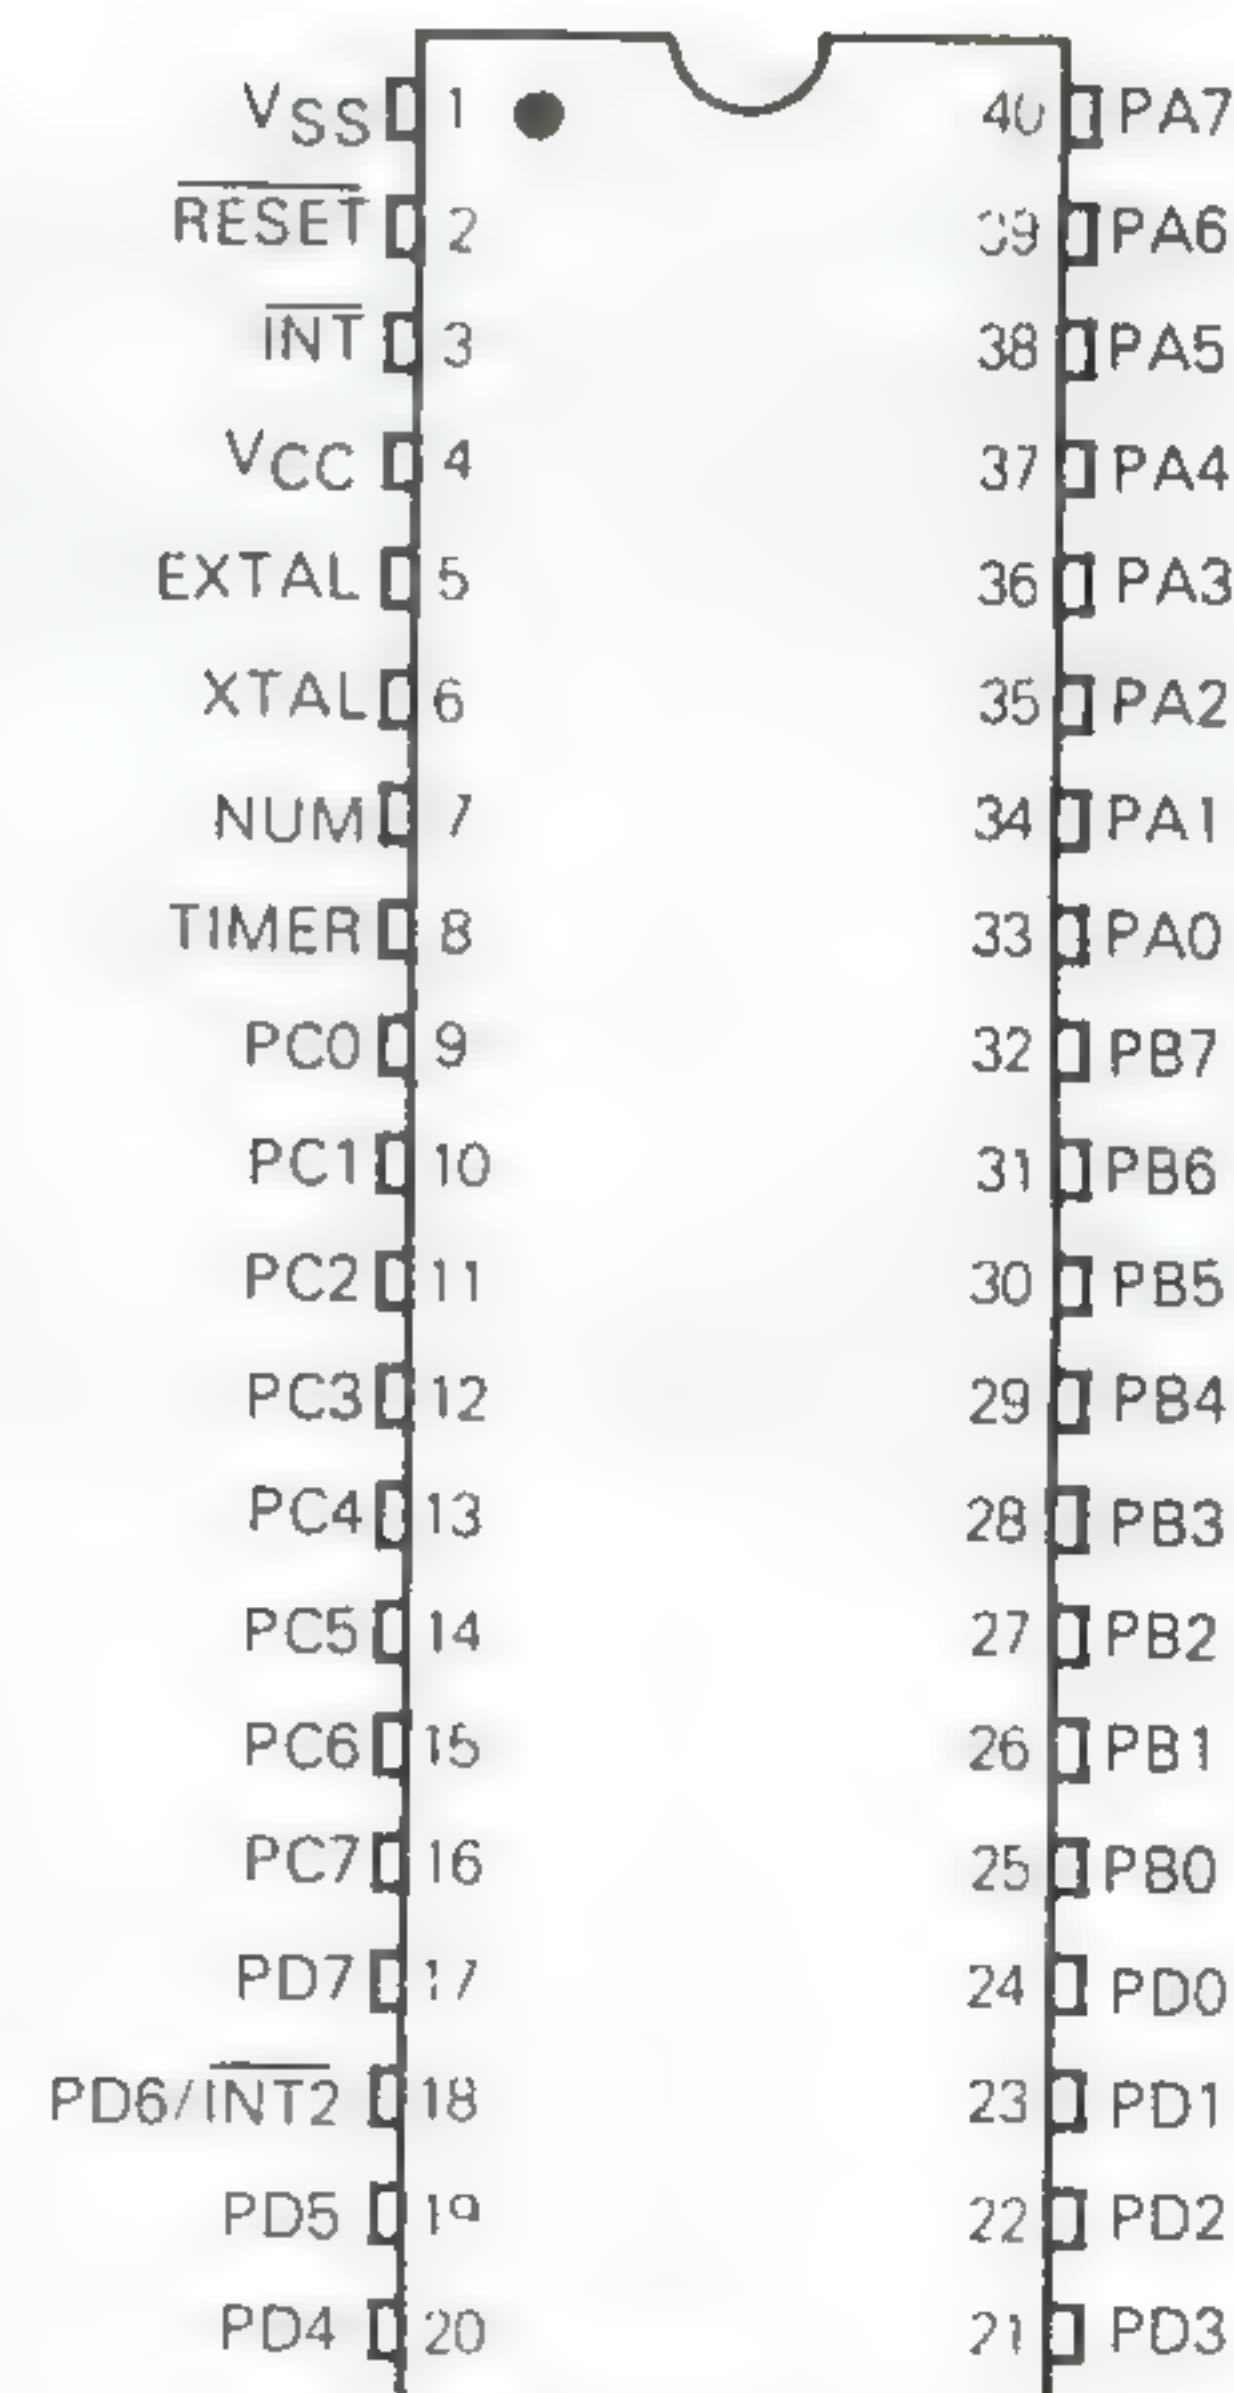 VSS 1 40 PA7
RESET 2 39 PA6
INT 3 38 PA5
VCC 4 37 PA4
EXTAL 5 36 PA3
XTAL 6 35 PA2
NUM 7 34 PA1
TIMER 8 33 PA0
PC0 9 32 PB7
PC1 10 31 PB6
PC2 11 30 PB5
PC3 12 29 PB4
PC4 13 28 PB3
PC5 14 27 PB2
PC6 15 26 PB1
PC7 16 25 PB0
PD7 17 24 PD0
PD6/INT2 18 23 PD1
PD5 19 22 PD2
PD4 20 21 PD3